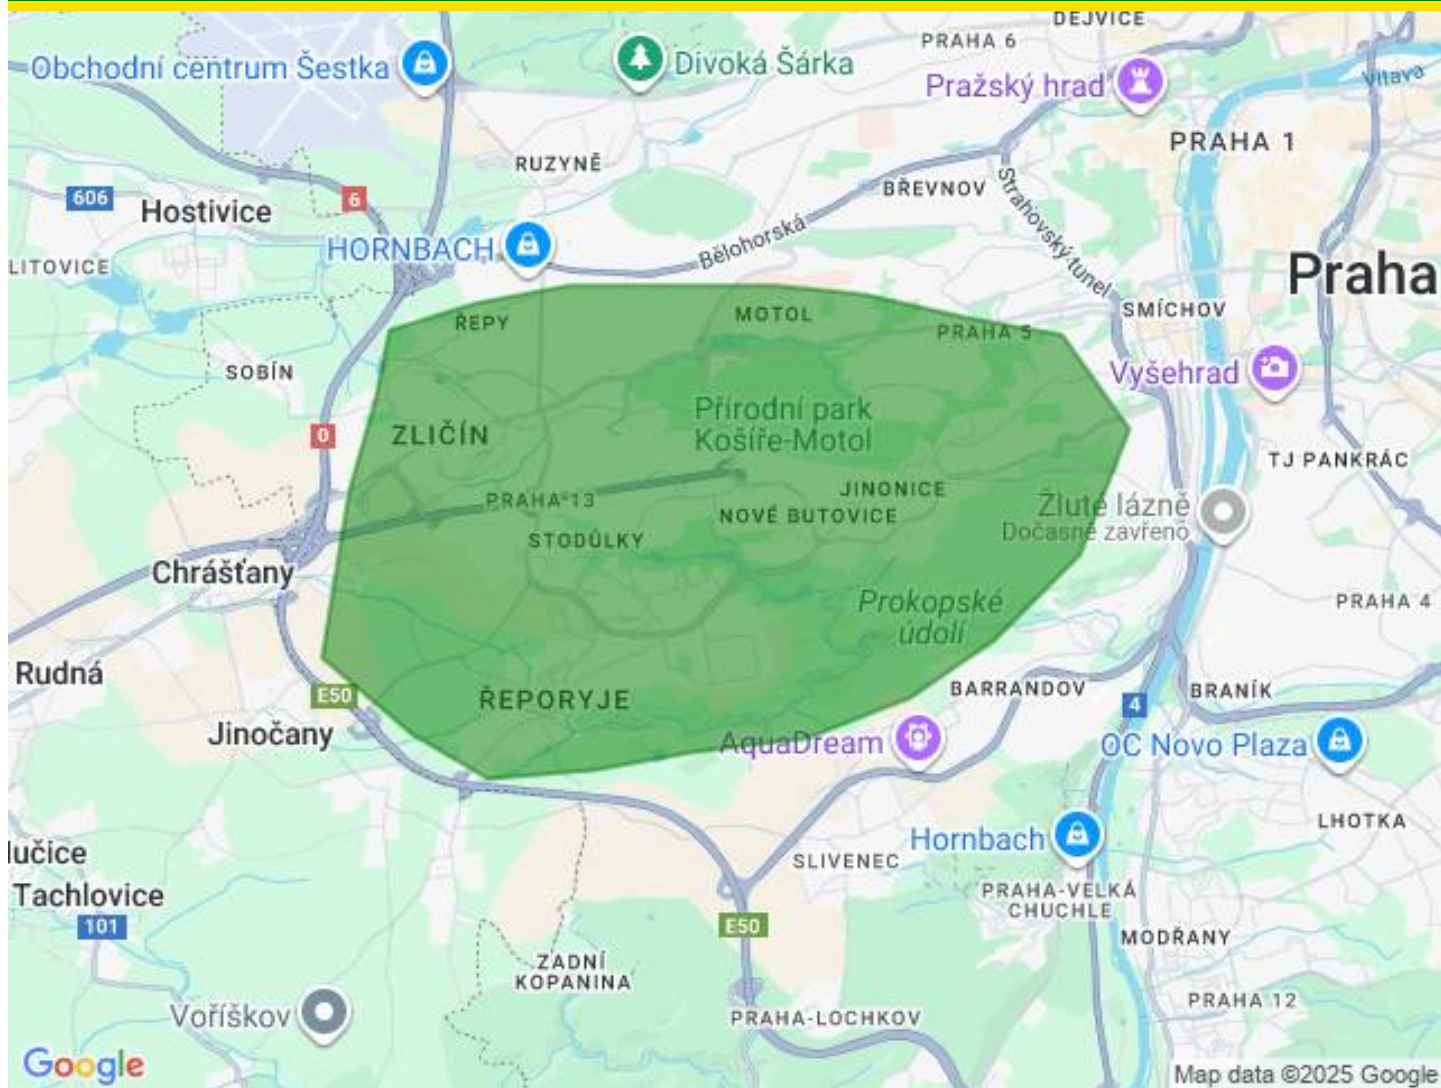 DEJVICE
PRAHA 6
Obchodní centrum Šestka
Divoká Šárka
Pražský hrad
Vltava
PRAHA 1
RUZYNĚ
BŘEVNOV
606
Hostivice
6
Strahovský tunel
HORNBACH
Bělohorská
LITOVICE
Praha
SMÍCHOV
ŘEPY
MOTOL
PRAHA 5
SOBÍN
Vyšehrad
Přírodní park
Košíře-Motol
0
ZLIČÍN
TJ PANKRÁC
JINONICE
PRAHA 13
NOVÉ BUTOVICE
Žluté lázně
Dočasně zavřeno
STODŮLKY
Chrášťany
Prokopské
údolí
PRAHA 4
Rudná
E50
ŘEPORYJE
BARRANDOV
BRANÍK
4
Jinočany
AquaDream
OC Novo Plaza
LHOTKA
Hornbach
lučice
SLIVENEC
Tachlovice
PRAHA-VELKÁ
CHUCHLE
101
E50
MODŘANY
ZADNÍ
KOPANINA
PRAHA 12
Voříškov
PRAHA-LOCHKOV
Google
Map data ©2025 Google